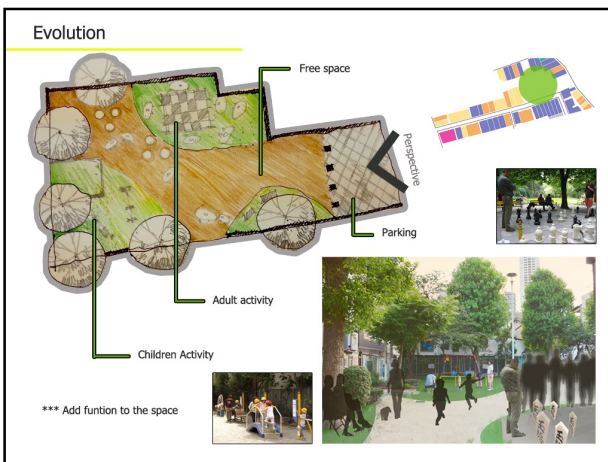 Evolution
Free space
Perspective
Parking
Adult activity
Children Activity
*** Add funtion to the space